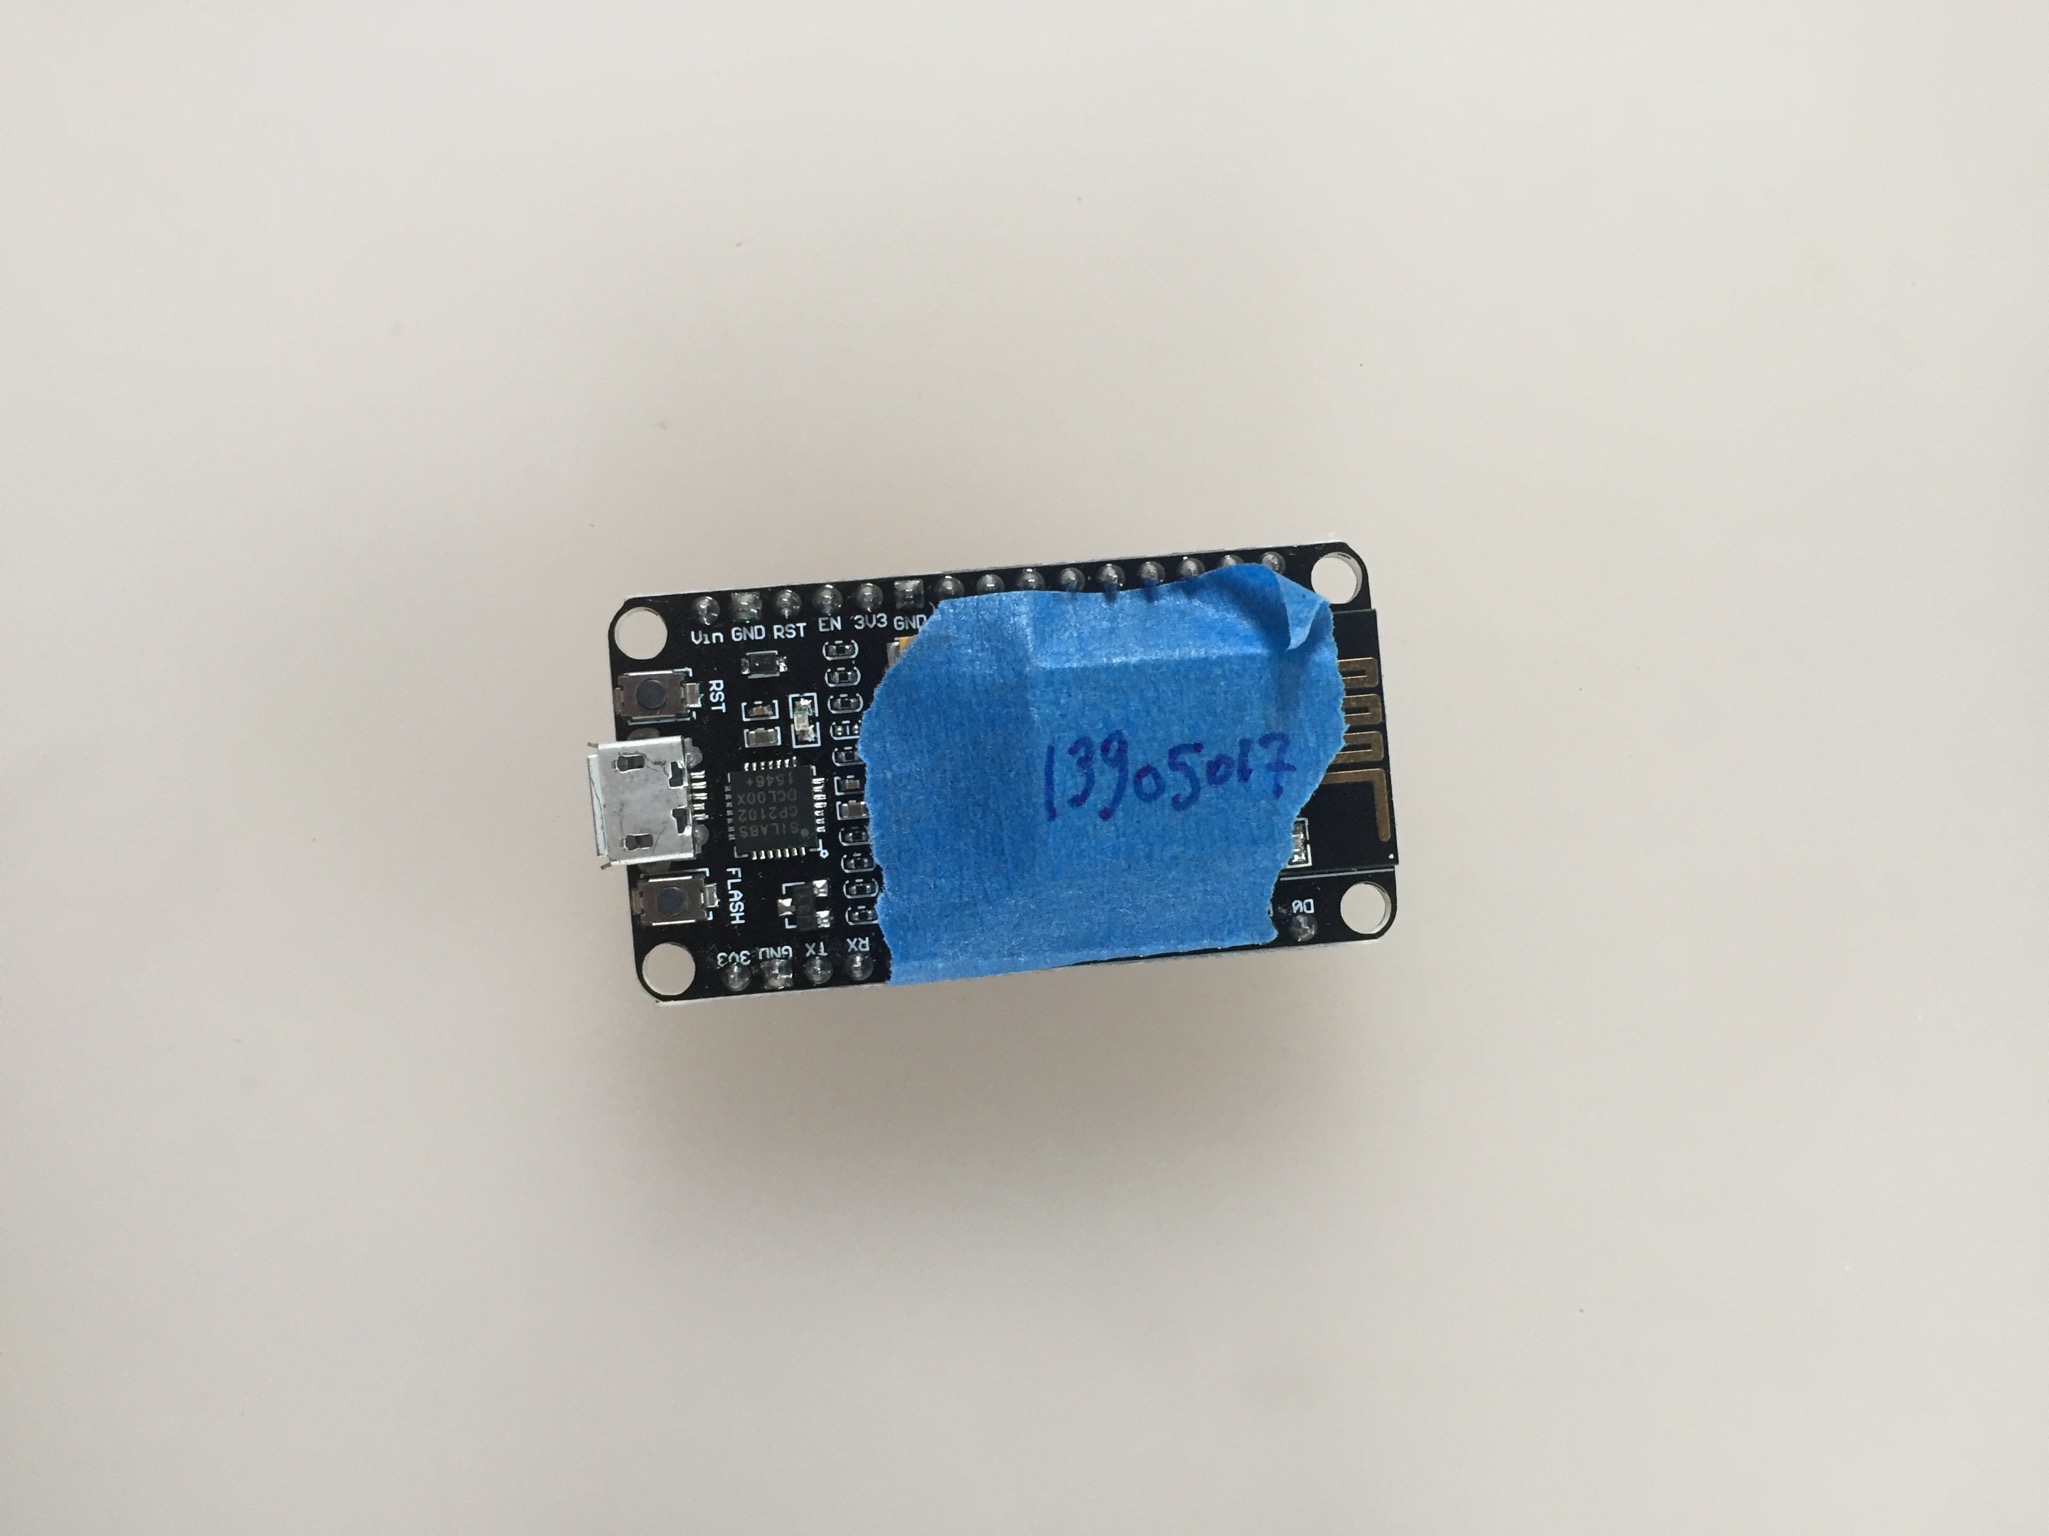 Vin GND RST EN 3V3 GND
RST
13905017
SILABS
CP2102
DCL00X
1546+
FLASH
3V3 GND TX RX
D0